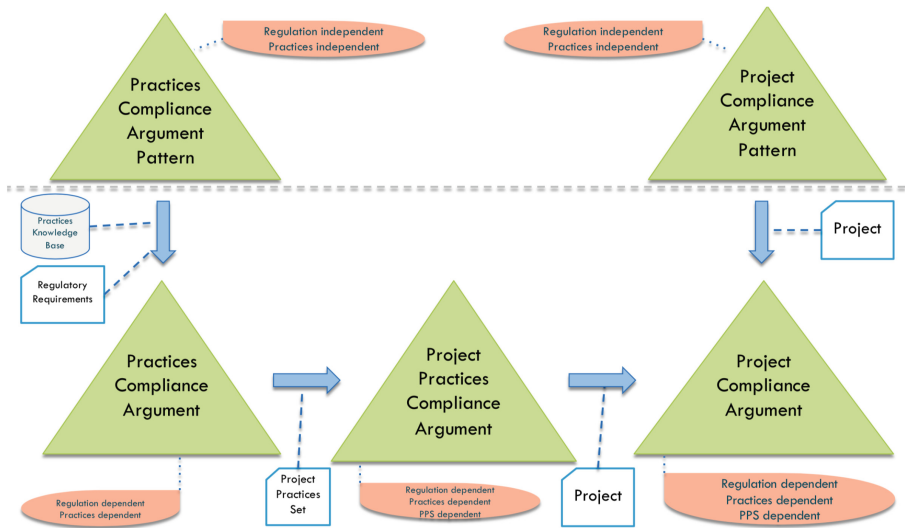 Regulation independent
Practices independent
Practices
Compliance
Argument
Pattern
Regulation independent
Practices independent
Project
Compliance
Argument
Pattern
Practices
Knowledge
Base
Regulatory
Requirements
Project
Practices
Compliance
Argument
Project
Practices
Compliance
Argument
Project
Compliance
Argument
Project
Practices
Set
Project
Regulation dependent
Practices dependent
Regulation dependent
Practices dependent
PPS dependent
Regulation dependent
Practices dependent
PPS dependent